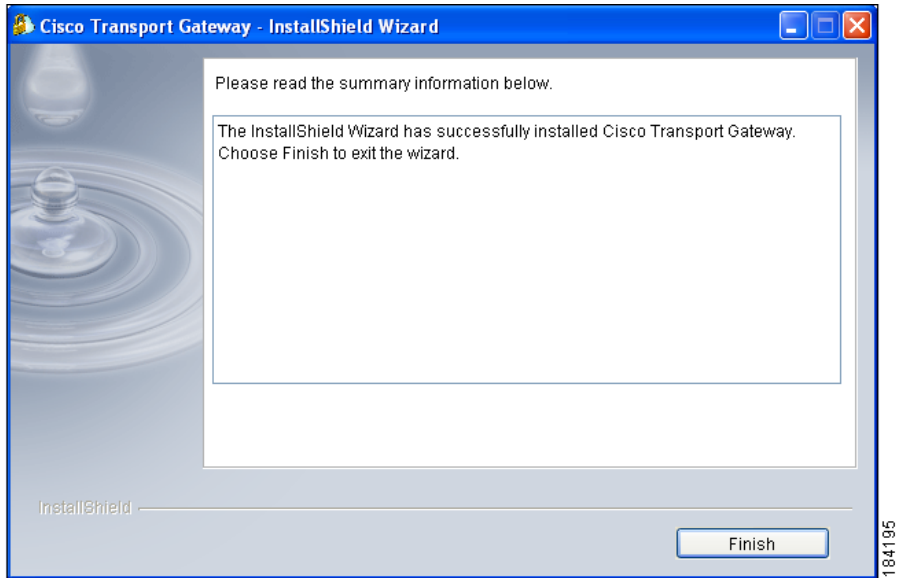 Cisco Transport Gateway - InstallShield Wizard
Please read the summary information below.
The InstallShield Wizard has successfully installed Cisco Transport Gateway.
Choose Finish to exit the wizard.
InstallShield
Finish
184195